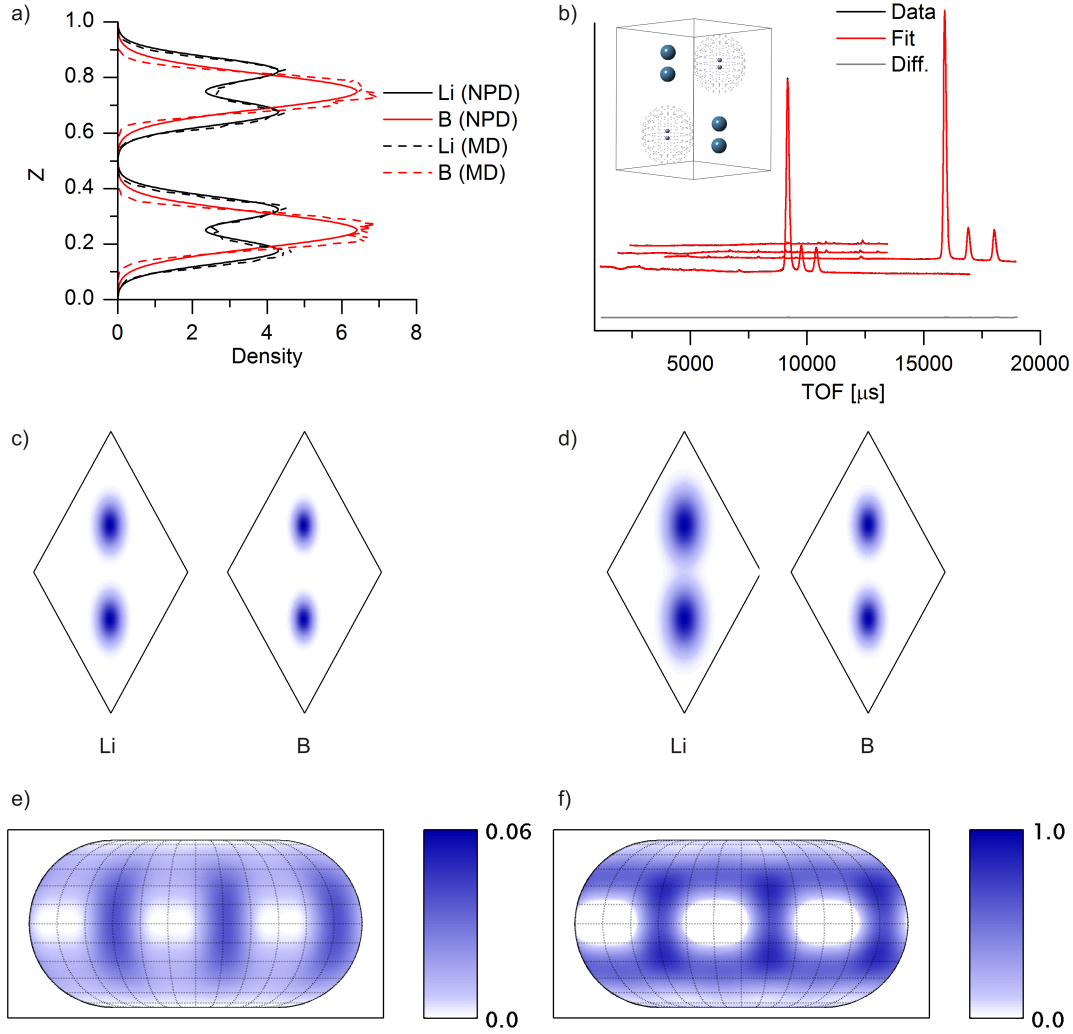 a)
1.0
0.8
0.6
0.4
0.2
0.0
Z
0 2 4 6 8
Density
Li (NPD)
B (NPD)
Li (MD)
B (MD)
b)
Data
Fit
Diff.
5000 10000 15000 20000
TOF [μs]
c)
Li B
d)
Li B
e)
0.06
0.0
f)
1.0
0.0